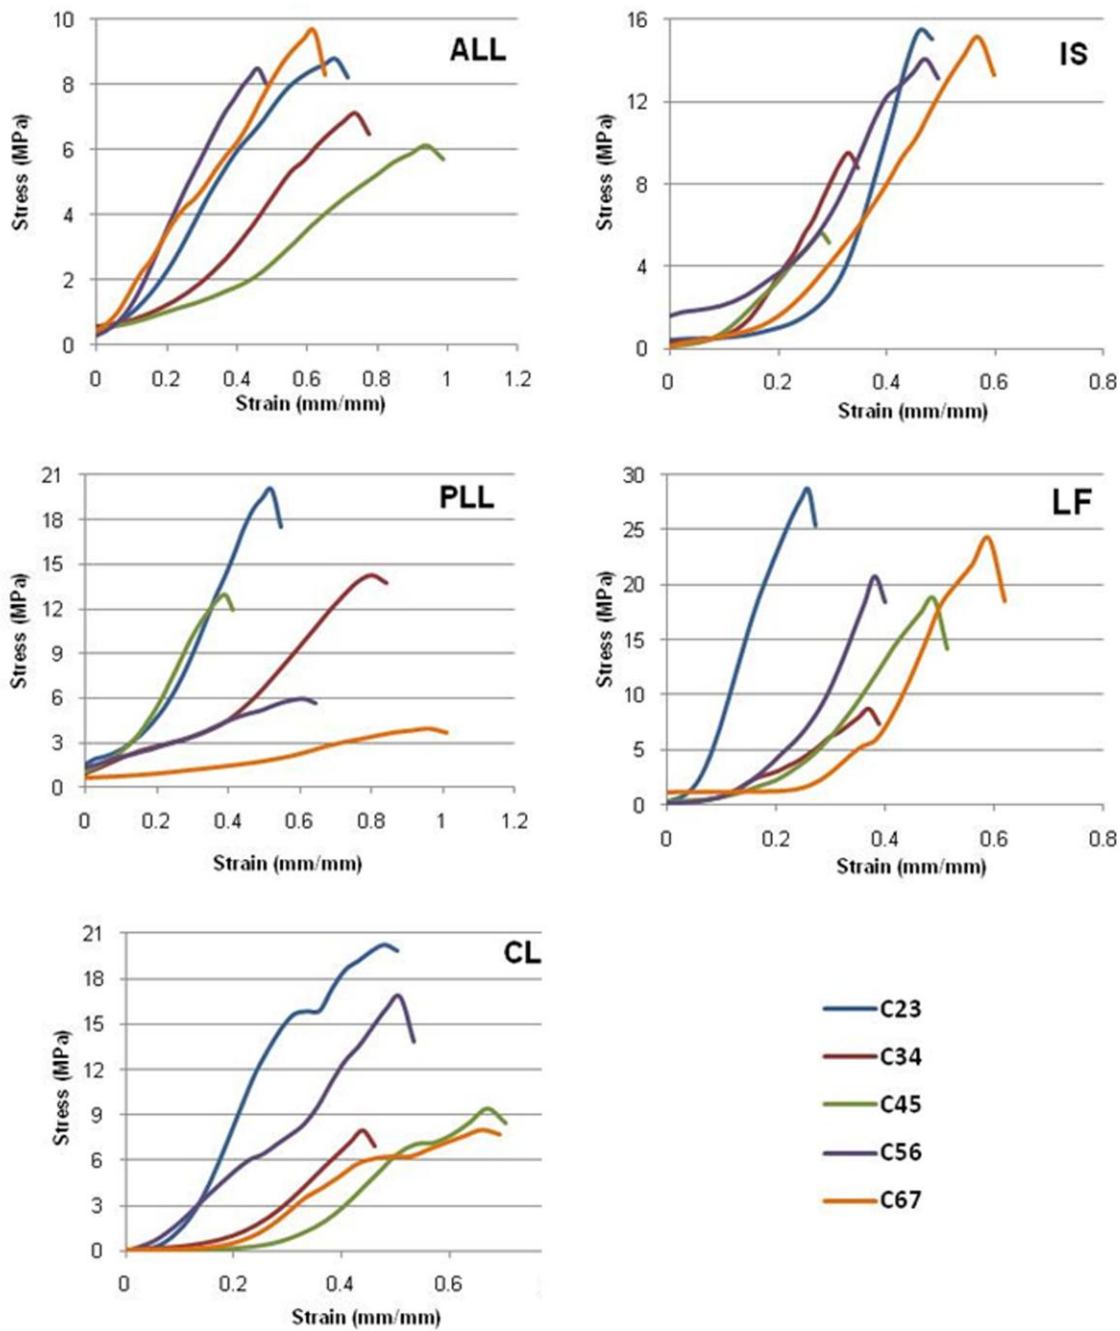 ALL
Stress (MPa)
10
8
6
4
2
0
0 0.2 0.4 0.6 0.8 1 1.2
Strain (mm/mm)
IS
Stress (MPa)
16
12
8
4
0
0 0.2 0.4 0.6 0.8
Strain (mm/mm)
PLL
Stress (MPa)
21
18
15
12
9
6
3
0
0 0.2 0.4 0.6 0.8 1 1.2
Strain (mm/mm)
LF
Stress (MPa)
30
25
20
15
10
5
0
0 0.2 0.4 0.6 0.8
Strain (mm/mm)
CL
Stress (MPa)
21
18
15
12
9
6
3
0
0 0.2 0.4 0.6
Strain (mm/mm)
C23
C34
C45
C56
C67